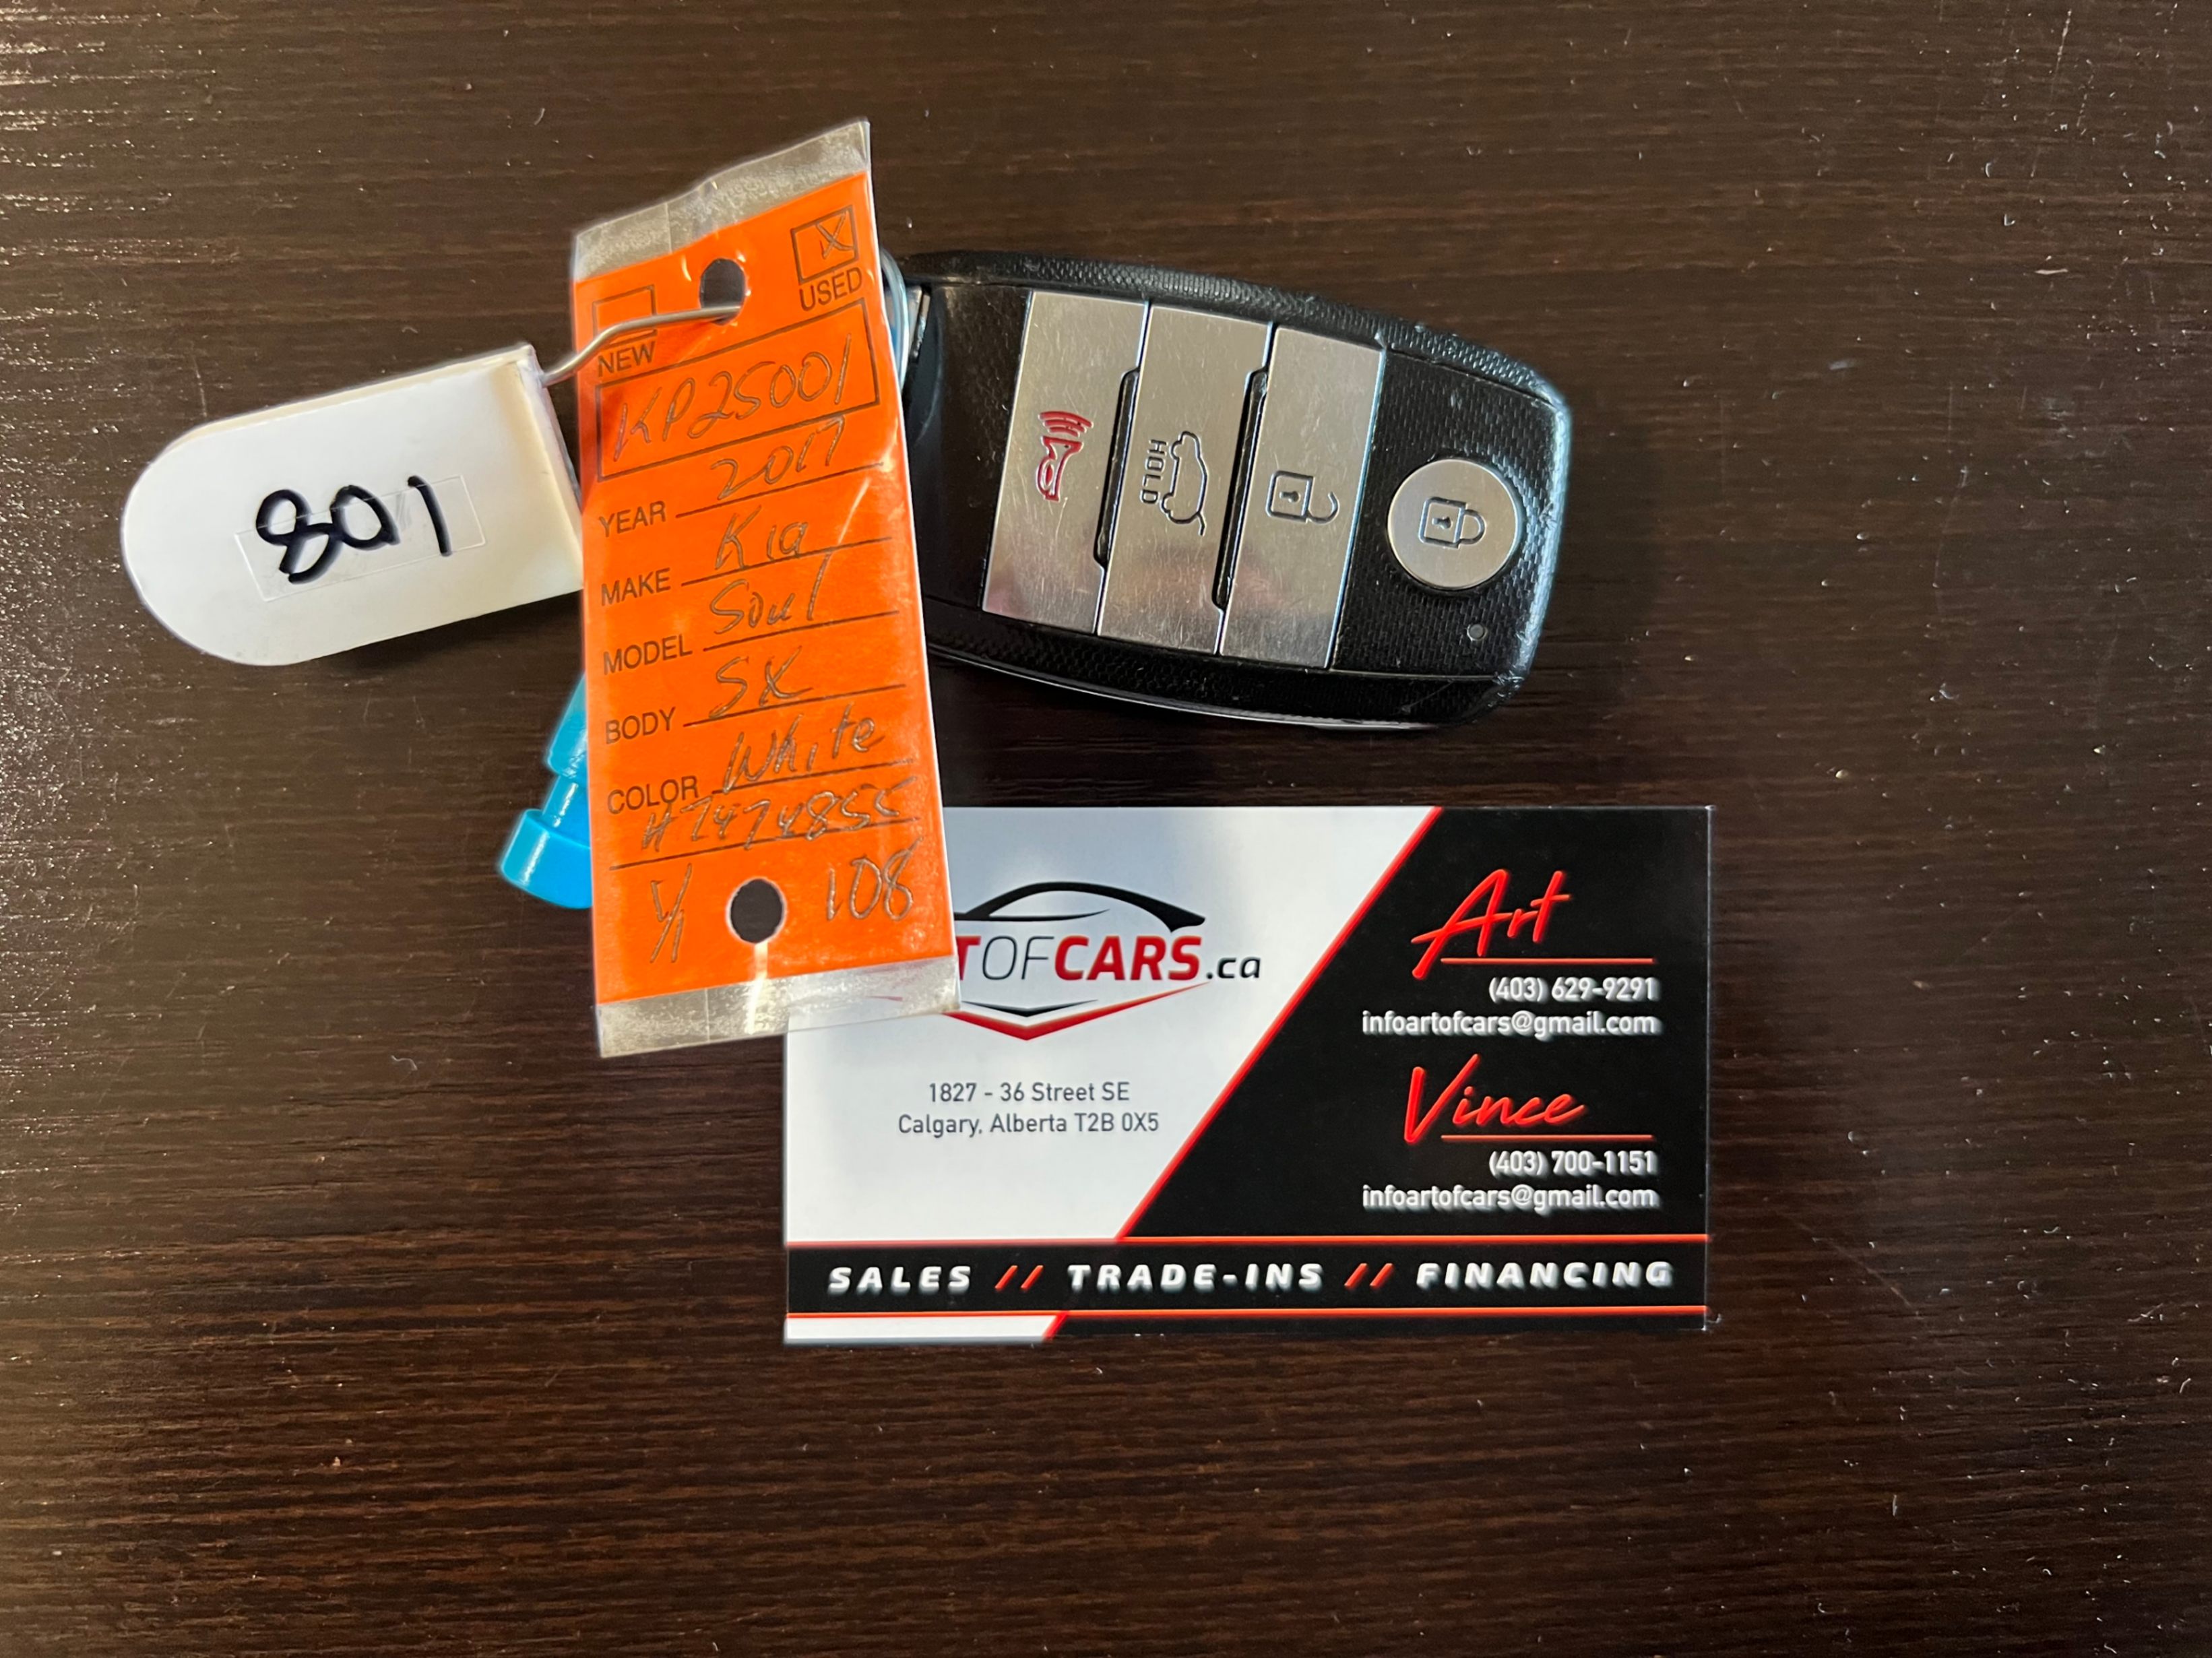 801
X
NEW
USED
KP25001
YEAR 2017
MAKE Kia
MODEL Soul
BODY SX
COLOR White
H7474855
1/1
108
HOLD
TOFCARS.ca
1827 - 36 Street SE
Calgary, Alberta T2B 0X5
Art
(403) 629-9291
infoartofcars@gmail.com
Vince
(403) 700-1151
infoartofcars@gmail.com
SALES // TRADE-INS // FINANCING